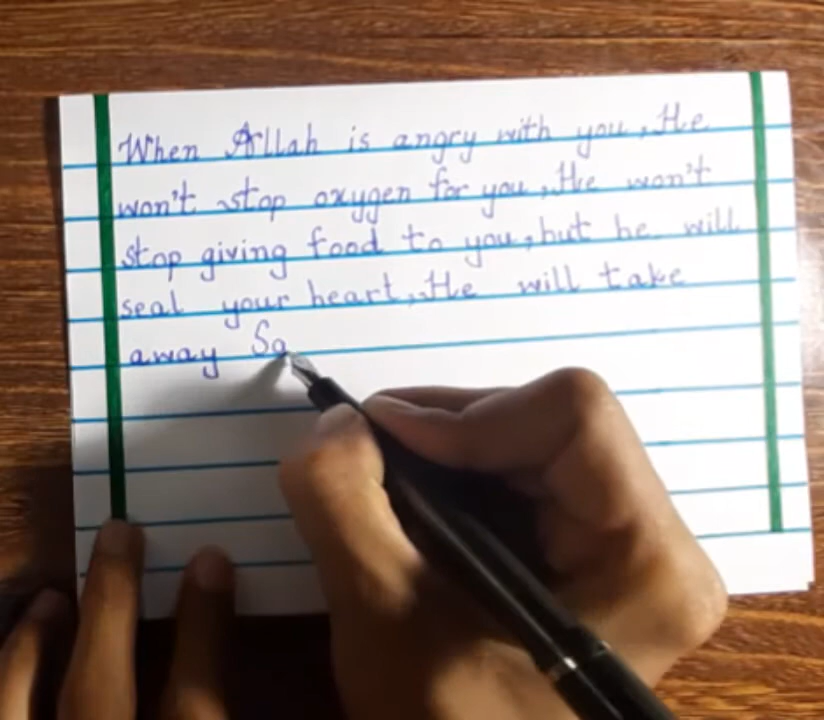 When Allah is angry with you, He
won't stop oxygen for you, He won't
stop giving food to you, but he will
seal your heart, He will take
away Sa